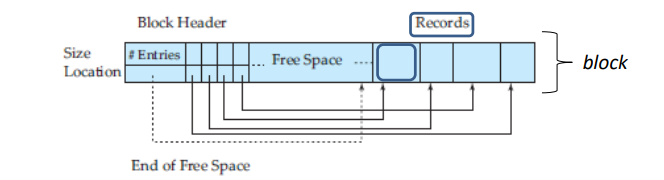 Block Header
Records
Size
# Entries
Location
Free Space
block
End of Free Space